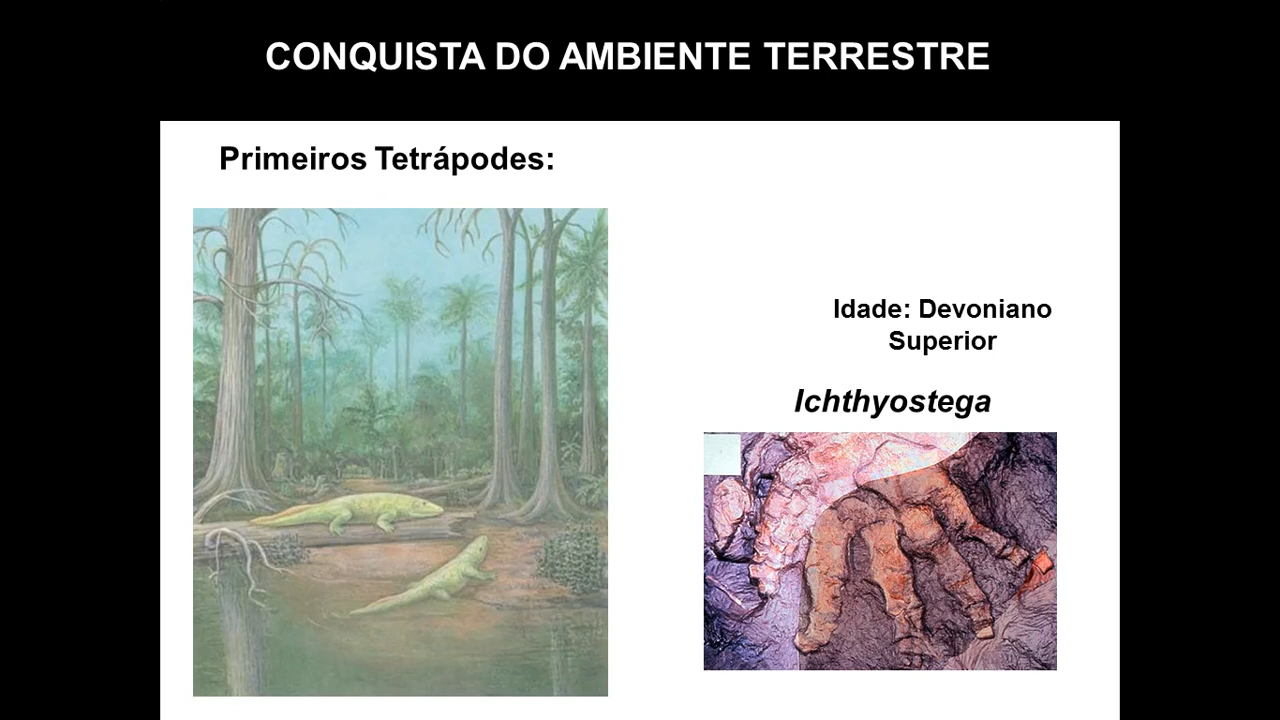 CONQUISTA DO AMBIENTE TERRESTRE
Primeiros Tetrápodes:
Idade: Devoniano
Superior
Ichthyostega